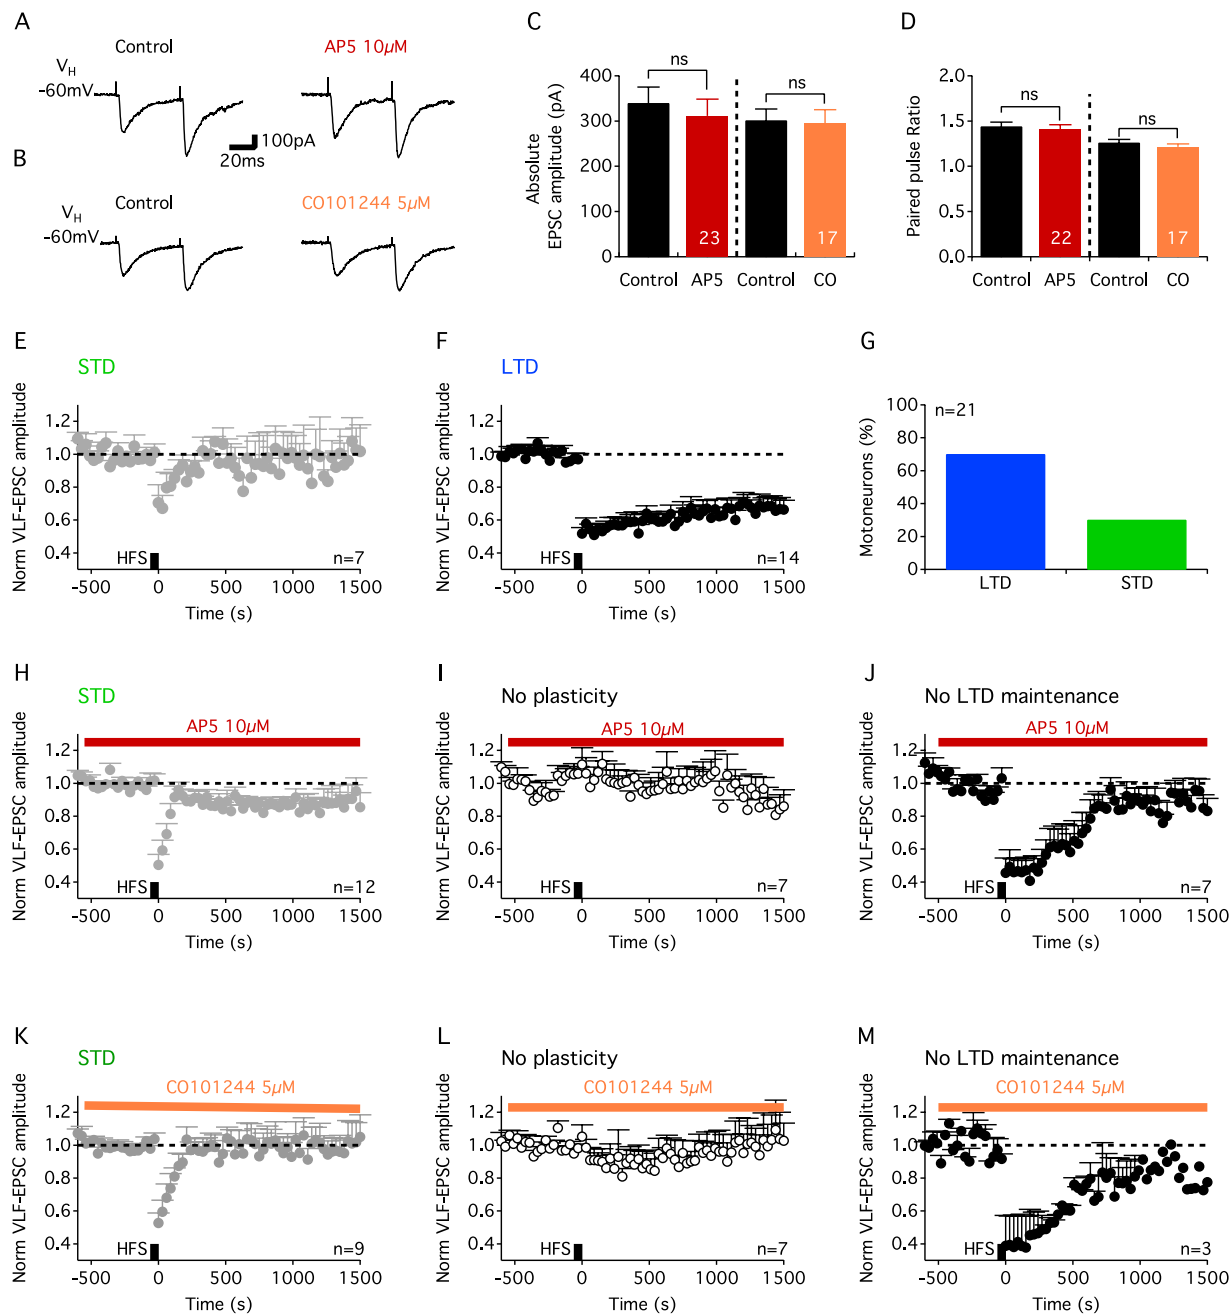 A
Control
AP5 10µM
V_H
-60mV
100pA
20ms
B
Control
CO101244 5µM
V_H
-60mV
C
Absolute
EPSC amplitude (pA)
400
300
200
100
0
ns
ns
23
17
Control AP5 Control CO
D
Paired pulse Ratio
2.0
1.5
1.0
0.5
0.0
ns
ns
22
17
Control AP5 Control CO
E
STD
Norm VLF-EPSC amplitude
1.2
1.0
0.8
0.6
0.4
HFS
n=7
-500 0 500 1000 1500
Time (s)
F
LTD
Norm VLF-EPSC amplitude
1.2
1.0
0.8
0.6
0.4
HFS
n=14
-500 0 500 1000 1500
Time (s)
G
Motoneurons (%)
100
80
60
40
20
0
n=21
LTD STD
H
STD
AP5 10µM
Norm VLF-EPSC amplitude
1.2
1.0
0.8
0.6
0.4
HFS
n=12
-500 0 500 1000 1500
Time (s)
I
No plasticity
AP5 10µM
Norm VLF-EPSC amplitude
1.2
1.0
0.8
0.6
0.4
HFS
n=7
-500 0 500 1000 1500
Time (s)
J
No LTD maintenance
AP5 10µM
Norm VLF-EPSC amplitude
1.2
1.0
0.8
0.6
0.4
HFS
n=7
-500 0 500 1000 1500
Time (s)
K
STD
CO101244 5µM
Norm VLF-EPSC amplitude
1.2
1.0
0.8
0.6
0.4
HFS
n=9
-500 0 500 1000 1500
Time (s)
L
No plasticity
CO101244 5µM
Norm VLF-EPSC amplitude
1.2
1.0
0.8
0.6
0.4
HFS
n=7
-500 0 500 1000 1500
Time (s)
M
No LTD maintenance
CO101244 5µM
Norm VLF-EPSC amplitude
1.2
1.0
0.8
0.6
0.4
HFS
n=3
-500 0 500 1000 1500
Time (s)